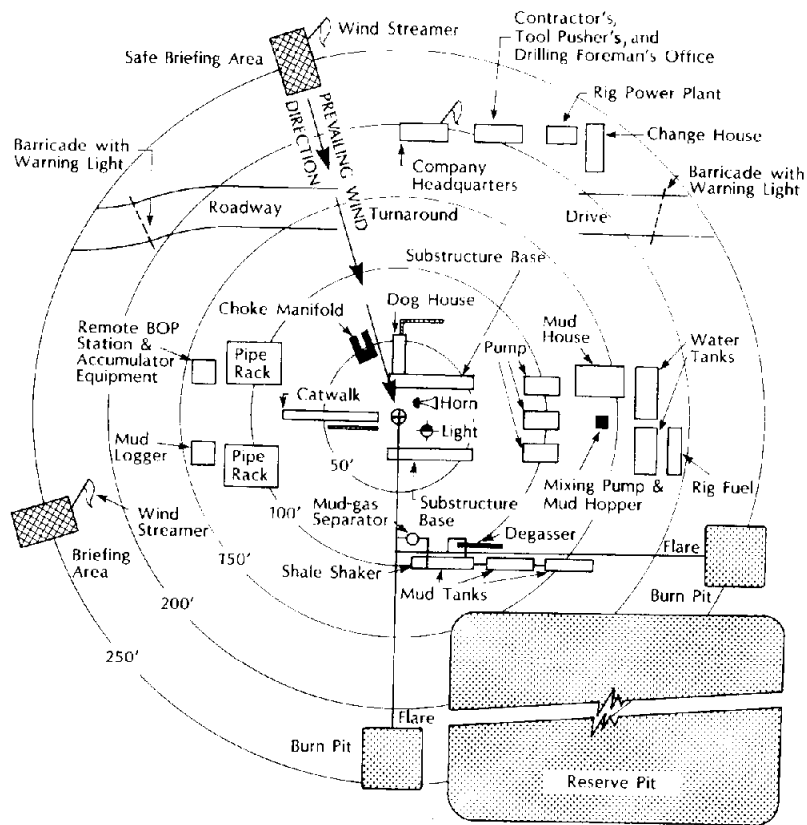 Contractor's,
Tool Pusher's, and
Drilling Foreman's Office
Wind Streamer
Safe Briefing Area
Rig Power Plant
PREVAILING WIND
DIRECTION
Change House
Barricade with
Warning Light
Company
Headquarters
Barricade with
Warning Light
Roadway
Turnaround
Drive
Substructure Base
Choke Manifold
Dog House
Remote BOP
Station &
Accumulator
Equipment
Pipe
Rack
Pump
Mud
House
Water
Tanks
Catwalk
Horn
Light
Mud
Logger
Pipe
Rack
50'
Mixing Pump &
Mud Hopper
Rig Fuel
Wind
Streamer
100'
Mud-gas
Separator
Substructure
Base
Degasser
Briefing
Area
150'
Shale Shaker
Mud Tanks
Flare
Burn Pit
200'
250'
Flare
Burn Pit
Reserve Pit